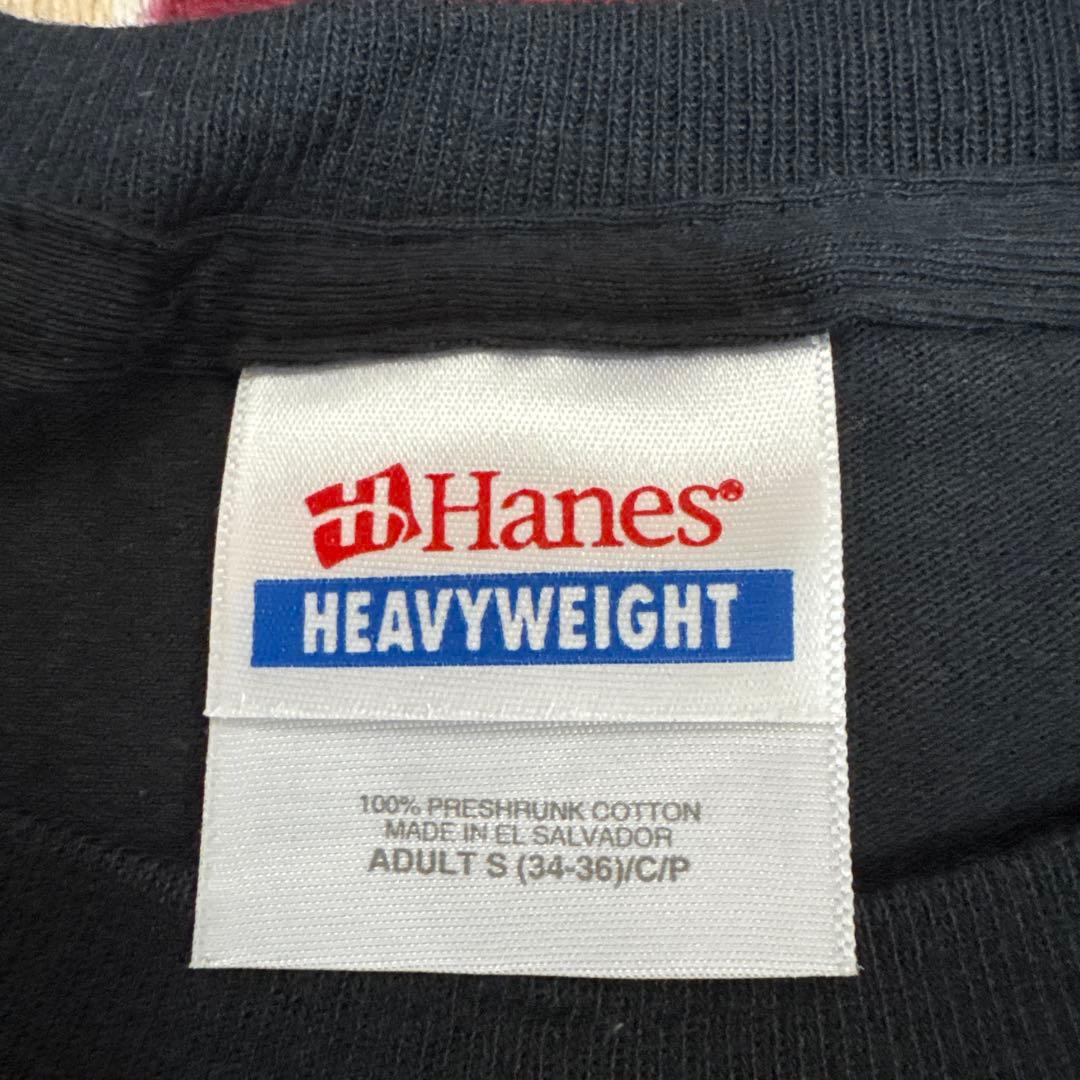 Hanes®
HEAVYWEIGHT
100% PRESHRUNK COTTON
MADE IN EL SALVADOR
ADULT S (34-36)/C/P